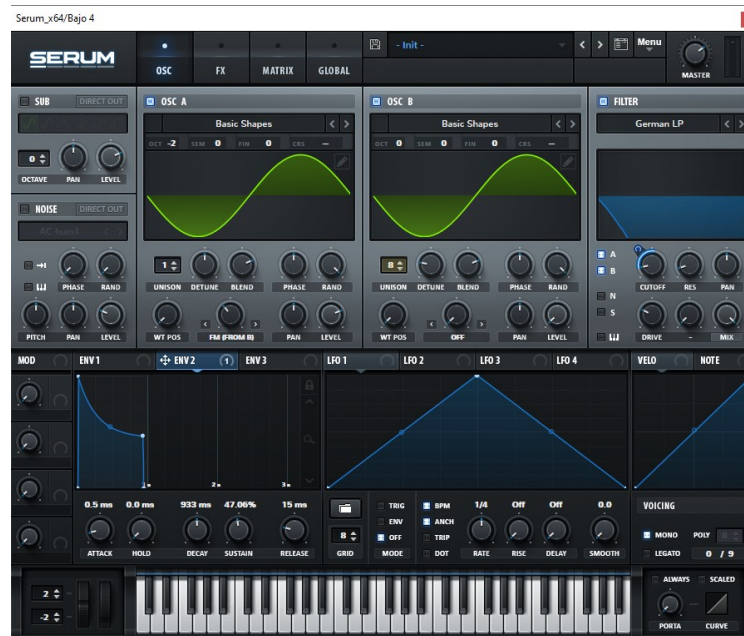 Serum_x64/Bajo 4
SERUM
OSC FX MATRIX GLOBAL
- Init -
Menu
MASTER
SUB DIRECT OUT
0
OCTAVE PAN LEVEL
NOISE DIRECT OUT
AC hum1
PHASE RAND
PITCH PAN LEVEL
OSC A
Basic Shapes
OCT -2 SEM 0 FIN 0 CRS --
1
UNISON DETUNE BLEND PHASE RAND
WT POS FM (FROM B) PAN LEVEL
OSC B
Basic Shapes
OCT 0 SEM 0 FIN 0 CRS --
8
UNISON DETUNE BLEND PHASE RAND
WT POS OFF PAN LEVEL
FILTER
German LP
A
B
N
S
CUTOFF RES PAN
DRIVE - MIX
MOD ENV 1 ENV 2 1 ENV 3 LFO 1 LFO 2 LFO 3 LFO 4 VELO NOTE
1s 2s 3s
0.5 ms 0.0 ms 933 ms 47.06% 15 ms
ATTACK HOLD DECAY SUSTAIN RELEASE
8
GRID
TRIG
ENV
OFF
MODE
BPM
ANCH
TRIP
DOT
1/4 Off Off 0.0
RATE RISE DELAY SMOOTH
VOICING
MONO POLY 8
LEGATO 0 / 9
2
-2
ALWAYS SCALED
PORTA CURVE